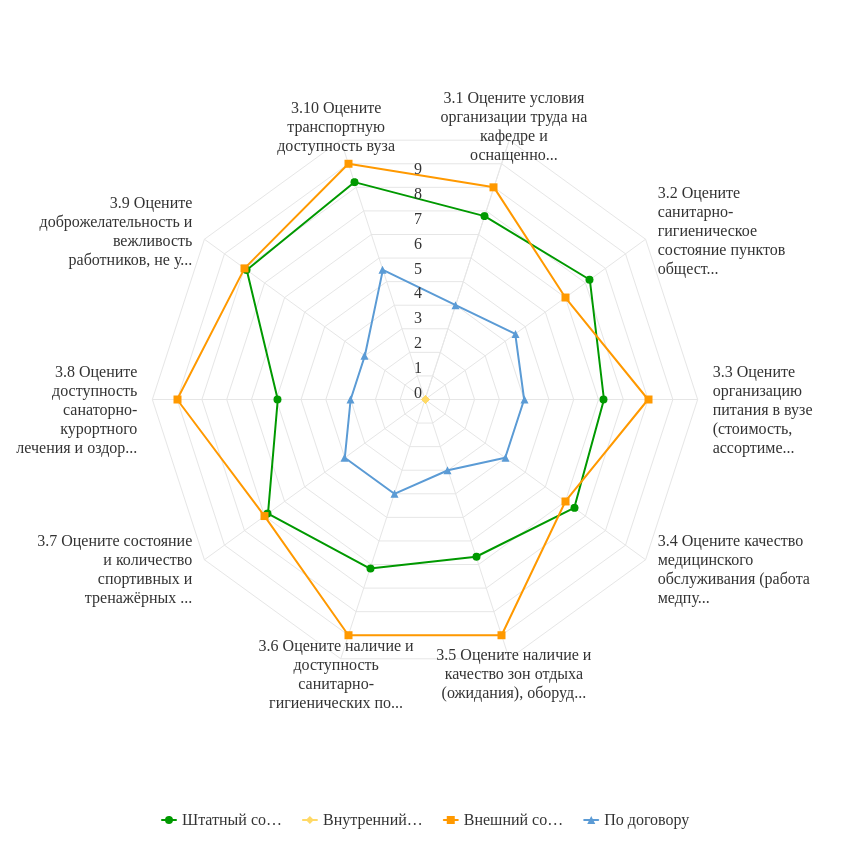 3.10 Оцените
транспортную
доступность вуза
3.1 Оцените условия
организации труда на
кафедре и
оснащенно...
3.2 Оцените
санитарно-
гигиеническое
состояние пунктов
общест...
3.3 Оцените
организацию
питания в вузе
(стоимость,
ассортиме...
3.4 Оцените качество
медицинского
обслуживания (работа
медпу...
3.5 Оцените наличие и
качество зон отдыха
(ожидания), оборуд...
3.6 Оцените наличие и
доступность
санитарно-
гигиенических по...
3.7 Оцените состояние
и количество
спортивных и
тренажёрных ...
3.8 Оцените
доступность
санаторно-
курортного
лечения и оздор...
3.9 Оцените
доброжелательность и
вежливость
работников, не у...
9
8
7
6
5
4
3
2
1
0
Штатный со…
Внутренний…
Внешний со…
По договору